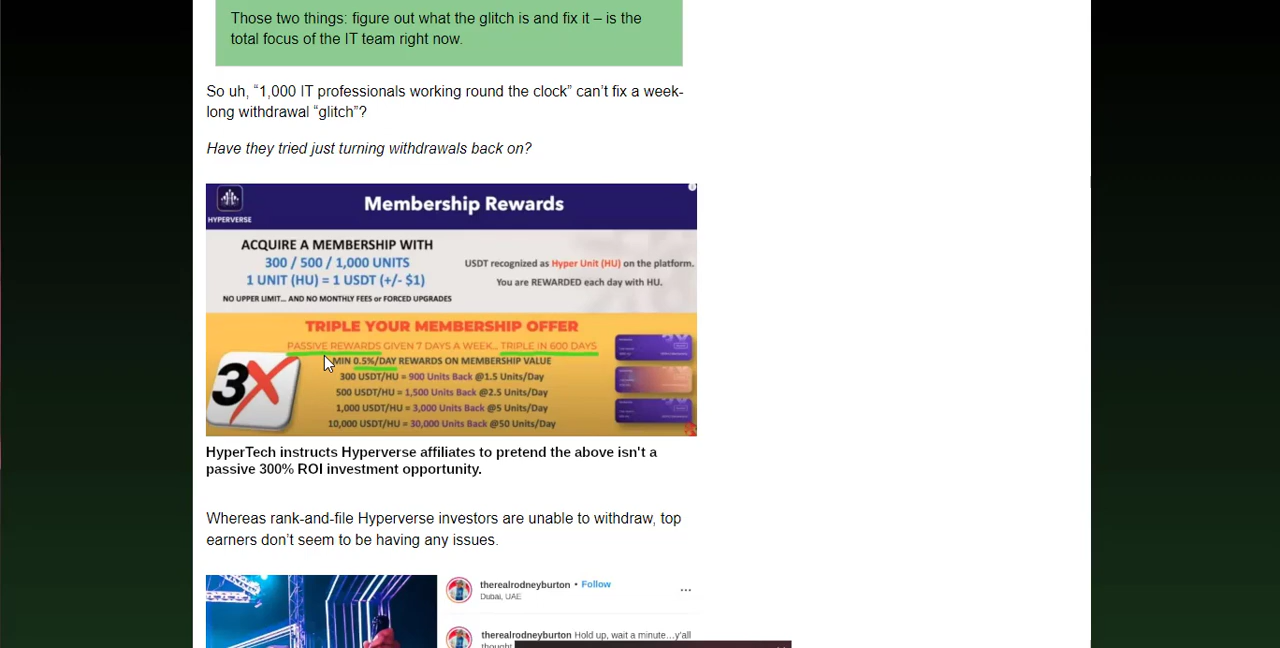 Those two things: figure out what the glitch is and fix it – is the
total focus of the IT team right now.
So uh, “1,000 IT professionals working round the clock” can’t fix a week-
long withdrawal “glitch”?
Have they tried just turning withdrawals back on?
HYPERVERSE
Membership Rewards
ACQUIRE A MEMBERSHIP WITH
300 / 500 / 1,000 UNITS
1 UNIT (HU) = 1 USDT (+/- $1)
NO UPPER LIMIT... AND NO MONTHLY FEES or FORCED UPGRADES
USDT recognized as Hyper Unit (HU) on the platform.
You are REWARDED each day with HU.
TRIPLE YOUR MEMBERSHIP OFFER
PASSIVE REWARDS GIVEN 7 DAYS A WEEK... TRIPLE IN 600 DAYS
MIN 0.5%/DAY REWARDS ON MEMBERSHIP VALUE
300 USDT/HU = 900 Units Back @1.5 Units/Day
500 USDT/HU = 1,500 Units Back @2.5 Units/Day
1,000 USDT/HU = 3,000 Units Back @5 Units/Day
10,000 USDT/HU = 30,000 Units Back @50 Units/Day
3X
HyperTech instructs Hyperverse affiliates to pretend the above isn't a
passive 300% ROI investment opportunity.
Whereas rank-and-file Hyperverse investors are unable to withdraw, top
earners don’t seem to be having any issues.
therealrodneyburton • Follow
Dubai, UAE
therealrodneyburton Hold up, wait a minute...y'all
thought